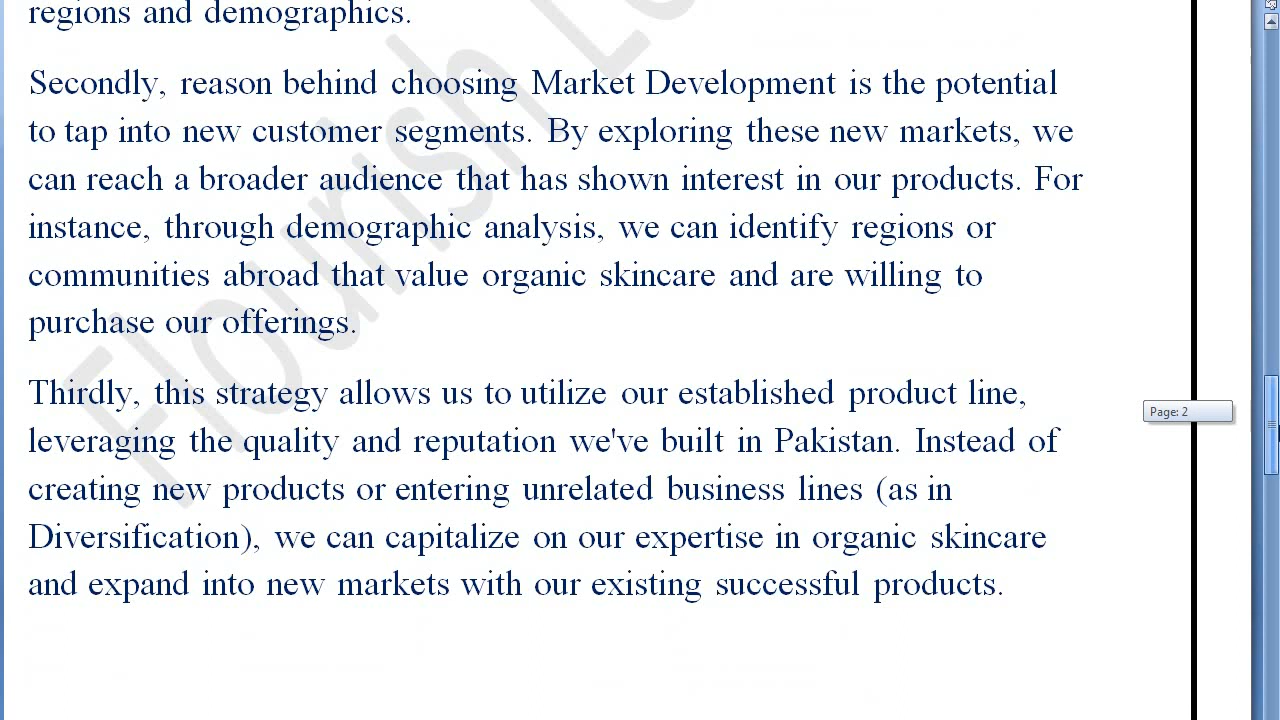 regions and demographics.
Secondly, reason behind choosing Market Development is the potential
to tap into new customer segments. By exploring these new markets, we
can reach a broader audience that has shown interest in our products. For
instance, through demographic analysis, we can identify regions or
communities abroad that value organic skincare and are willing to
purchase our offerings.
Thirdly, this strategy allows us to utilize our established product line,
leveraging the quality and reputation we've built in Pakistan. Instead of
creating new products or entering unrelated business lines (as in
Diversification), we can capitalize on our expertise in organic skincare
and expand into new markets with our existing successful products.
Page: 2
Flourish